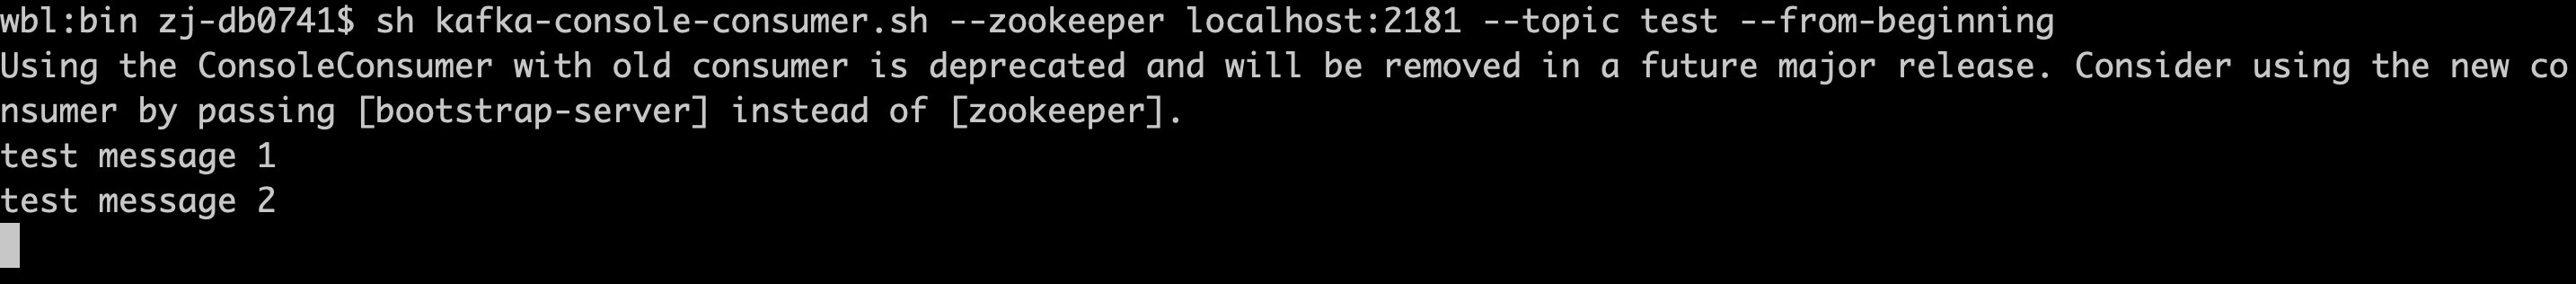 wbl:bin zj-db0741$ sh kafka-console-consumer.sh --zookeeper localhost:2181 --topic test --from-beginning
Using the ConsoleConsumer with old consumer is deprecated and will be removed in a future major release. Consider using the new co
nsumer by passing [bootstrap-server] instead of [zookeeper].
test message 1
test message 2